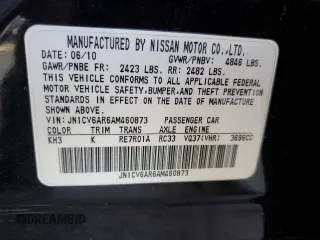 MANUFACTURED BY NISSAN MOTOR CO.,LTD.
DATE: 06/10 GVWR/PNBV: 4846 LBS.
GAWR/PNBE FR: 2423 LBS. RR: 2482 LBS.
THIS VEHICLE CONFORMS TO ALL APPLICABLE FEDERAL
MOTOR VEHICLE SAFETY,BUMPER,AND THEFT
PREVENTION STANDARDS IN EFFECT ON THE DATE OF MANUFACTURE
SHOWN ABOVE.
VIN: JN1CV6AR6AM460873 PASSENGER CAR
COLOR TRIM TRANS AXLE ENGINE
KH3 K RE7R01A RC33 VQ37(VHR) 3696CC
JN1CV6AR6AM460873